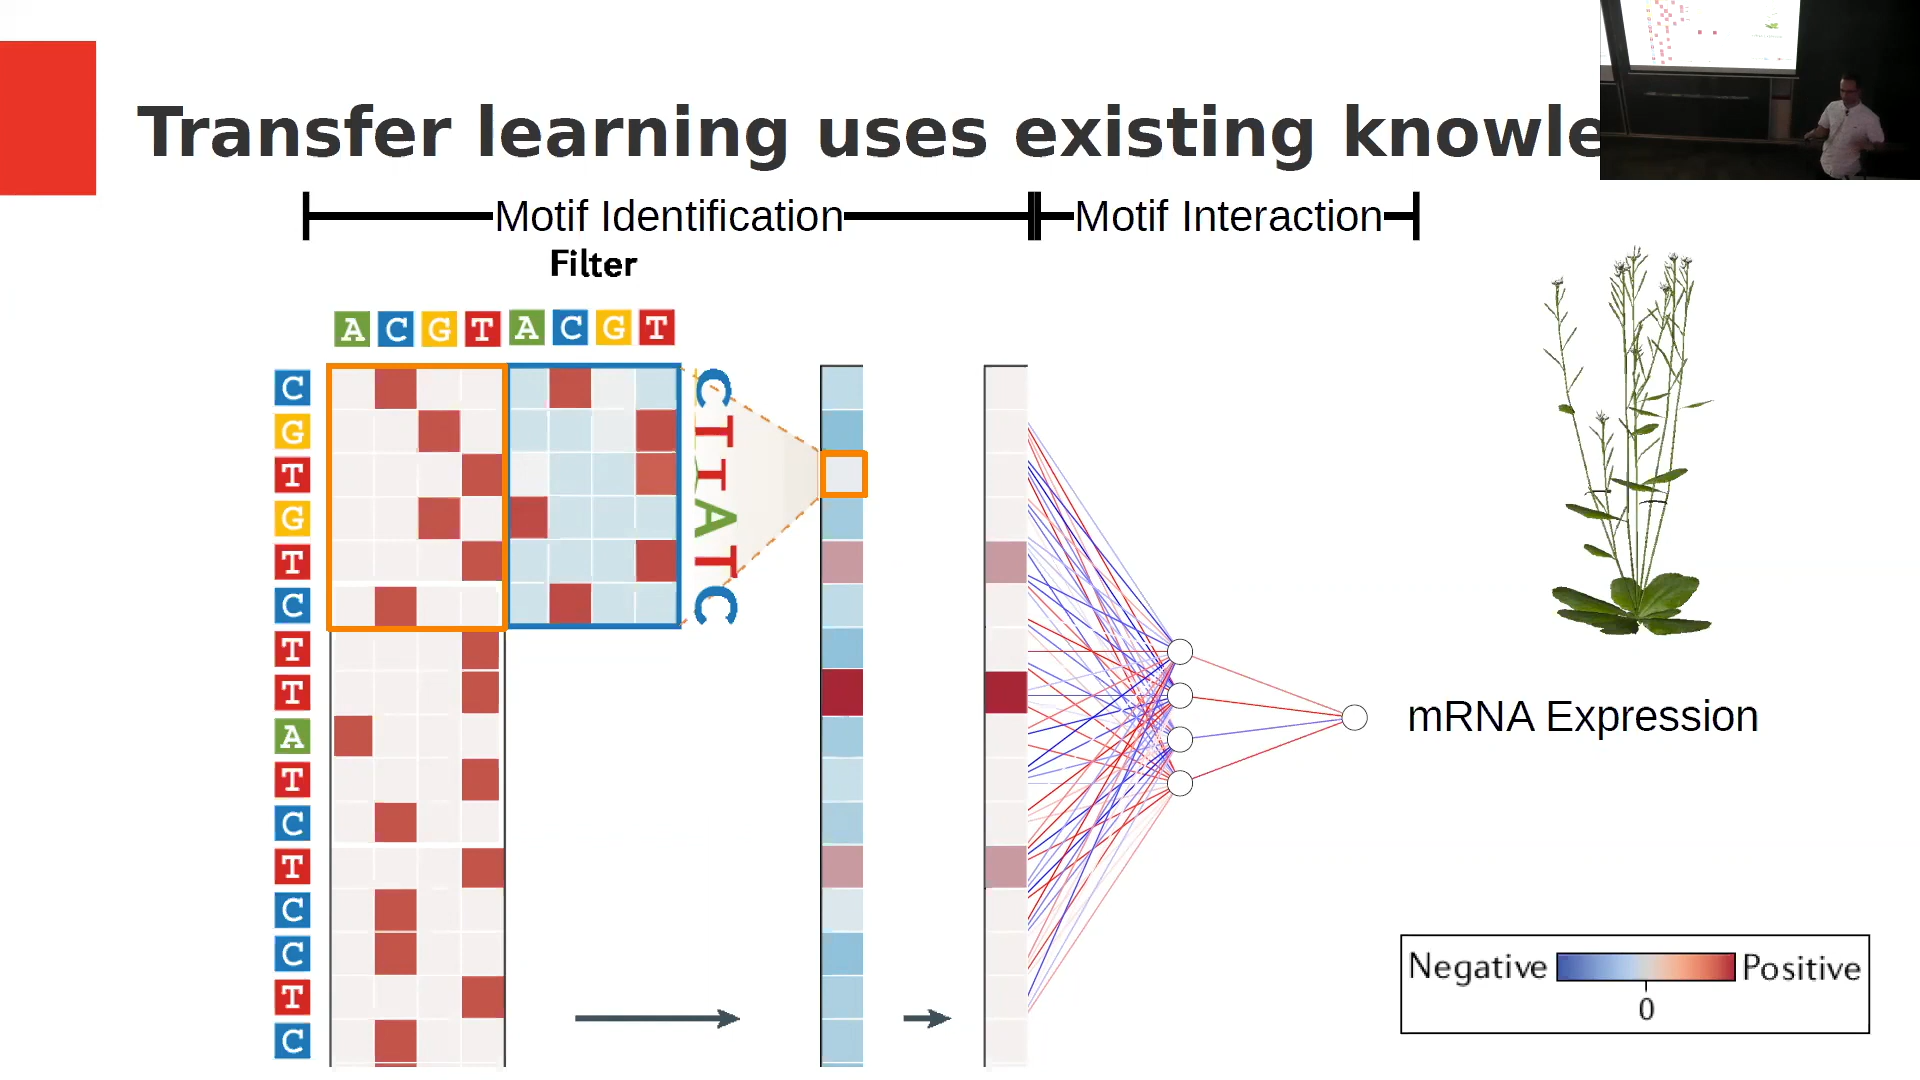 Transfer learning uses existing knowle
Motif Identification
Motif Interaction
Filter
A C G T A C G T
C
G
T
G
T
C
T
T
A
T
C
T
C
C
T
C
C
T
T
A
T
C
mRNA Expression
Negative
Positive
0